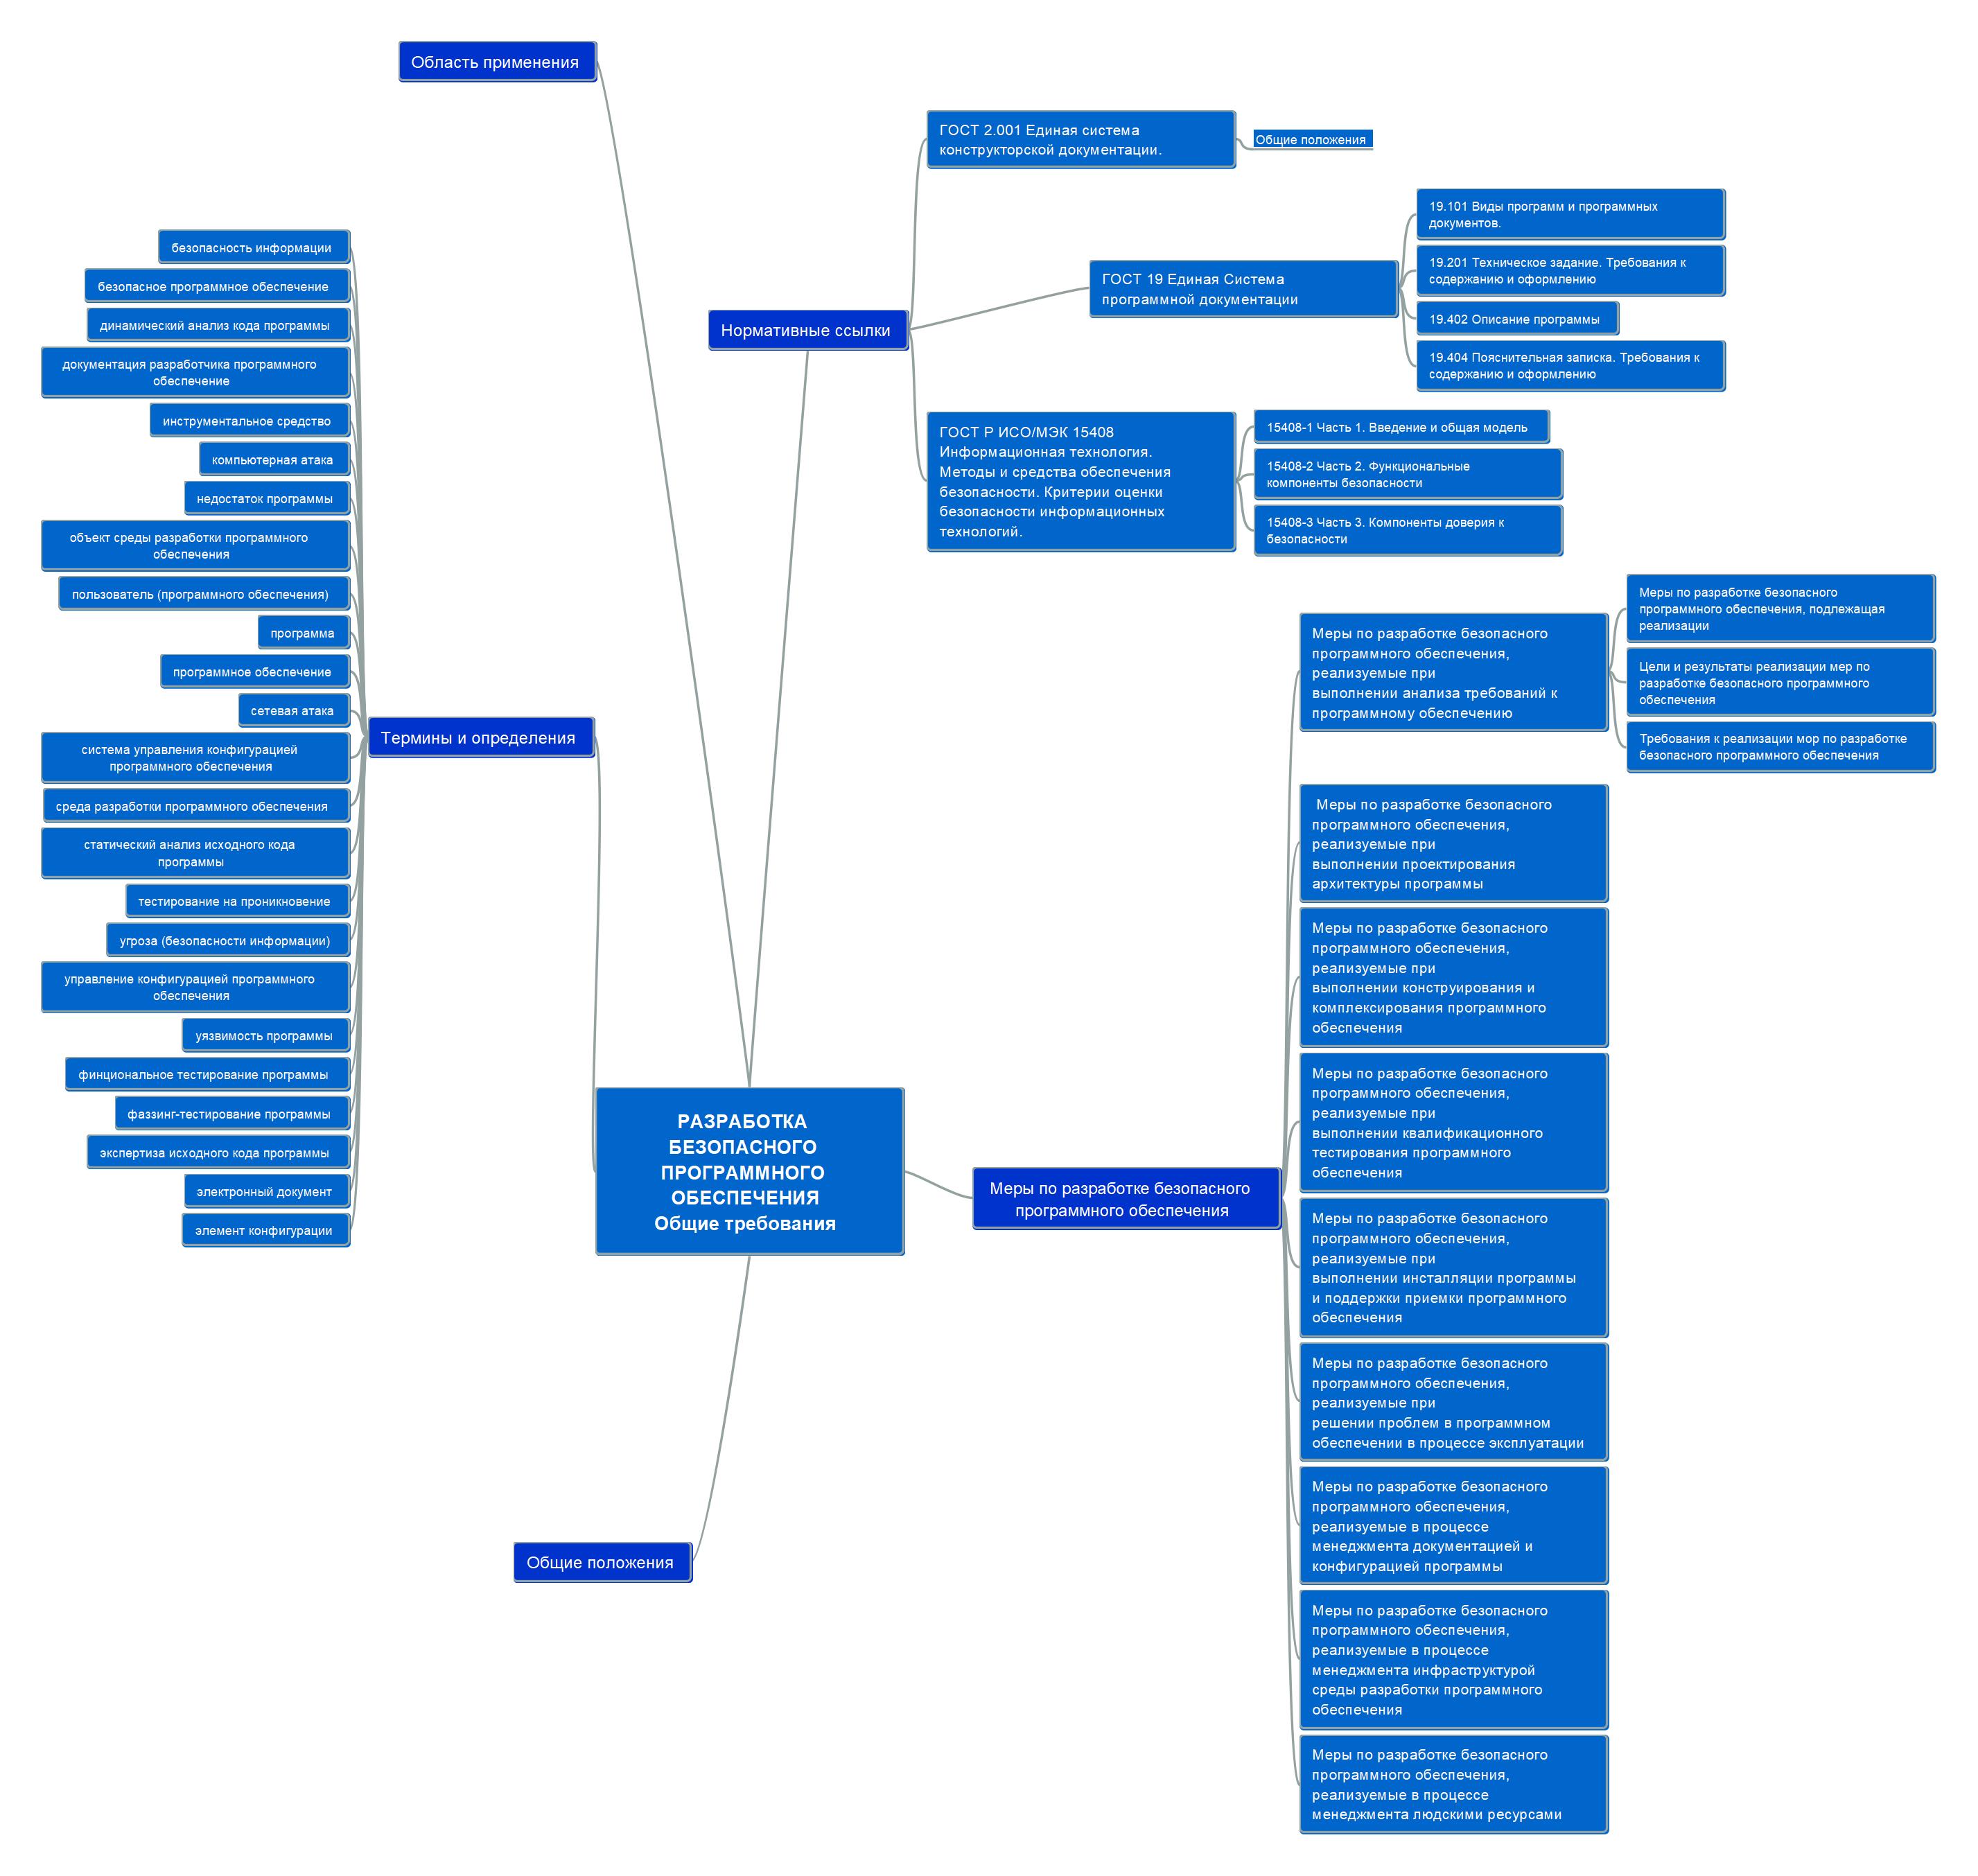 Область применения
ГОСТ 2.001 Единая система
конструкторской документации.
Общие положения
19.101 Виды программ и программных
документов.
19.201 Техническое задание. Требования к
содержанию и оформлению
ГОСТ 19 Единая Система
программной документации
19.402 Описание программы
19.404 Пояснительная записка. Требования к
содержанию и оформлению
Нормативные ссылки
ГОСТ Р ИСО/МЭК 15408
Информационная технология.
Методы и средства обеспечения
безопасности. Критерии оценки
безопасности информационных
технологий.
15408-1 Часть 1. Введение и общая модель
15408-2 Часть 2. Функциональные
компоненты безопасности
15408-3 Часть 3. Компоненты доверия к
безопасности
безопасность информации
безопасное программное обеспечение
динамический анализ кода программы
документация разработчика программного
обеспечение
инструментальное средство
компьютерная атака
недостаток программы
объект среды разработки программного
обеспечения
пользователь (программного обеспечения)
программа
программное обеспечение
сетевая атака
система управления конфигурацией
программного обеспечения
среда разработки программного обеспечения
статический анализ исходного кода
программы
тестирование на проникновение
угроза (безопасности информации)
управление конфигурацией программного
обеспечения
уязвимость программы
финциональное тестирование программы
фаззинг-тестирование программы
экспертиза исходного кода программы
электронный документ
элемент конфигурации
Термины и определения
РАЗРАБОТКА
БЕЗОПАСНОГО
ПРОГРАММНОГО
ОБЕСПЕЧЕНИЯ
Общие требования
Общие положения
Меры по разработке безопасного
программного обеспечения
Меры по разработке безопасного
программного обеспечения,
реализуемые при
выполнении анализа требований к
программному обеспечению
Меры по разработке безопасного
программного обеспечения, подлежащая
реализации
Цели и результаты реализации мер по
разработке безопасного программного
обеспечения
Требования к реализации мор по разработке
безопасного программного обеспечения
Меры по разработке безопасного
программного обеспечения,
реализуемые при
выполнении проектирования
архитектуры программы
Меры по разработке безопасного
программного обеспечения,
реализуемые при
выполнении конструирования и
комплексирования программного
обеспечения
Меры по разработке безопасного
программного обеспечения,
реализуемые при
выполнении квалификационного
тестирования программного
обеспечения
Меры по разработке безопасного
программного обеспечения,
реализуемые при
выполнении инсталляции программы
и поддержки приемки программного
обеспечения
Меры по разработке безопасного
программного обеспечения,
реализуемые при
решении проблем в программном
обеспечении в процессе эксплуатации
Меры по разработке безопасного
программного обеспечения,
реализуемые в процессе
менеджмента документацией и
конфигурацией программы
Меры по разработке безопасного
программного обеспечения,
реализуемые в процессе
менеджмента инфраструктурой
среды разработки программного
обеспечения
Меры по разработке безопасного
программного обеспечения,
реализуемые в процессе
менеджмента людскими ресурсами